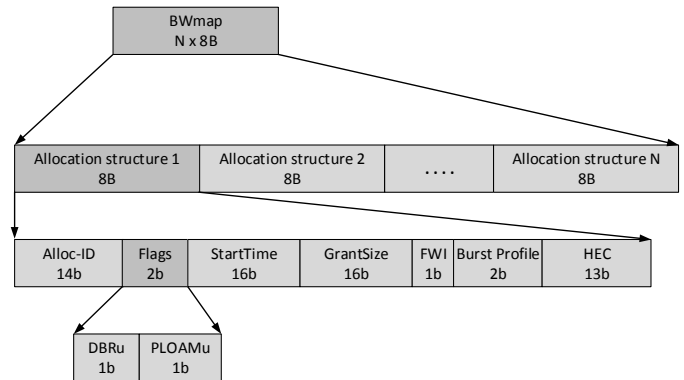 BWmap
N x 8B
Allocation structure 1
8B
Allocation structure 2
8B
....
Allocation structure N
8B
Alloc-ID
14b
Flags
2b
StartTime
16b
GrantSize
16b
FWI
1b
Burst Profile
2b
HEC
13b
DBRu
1b
PLOAMu
1b